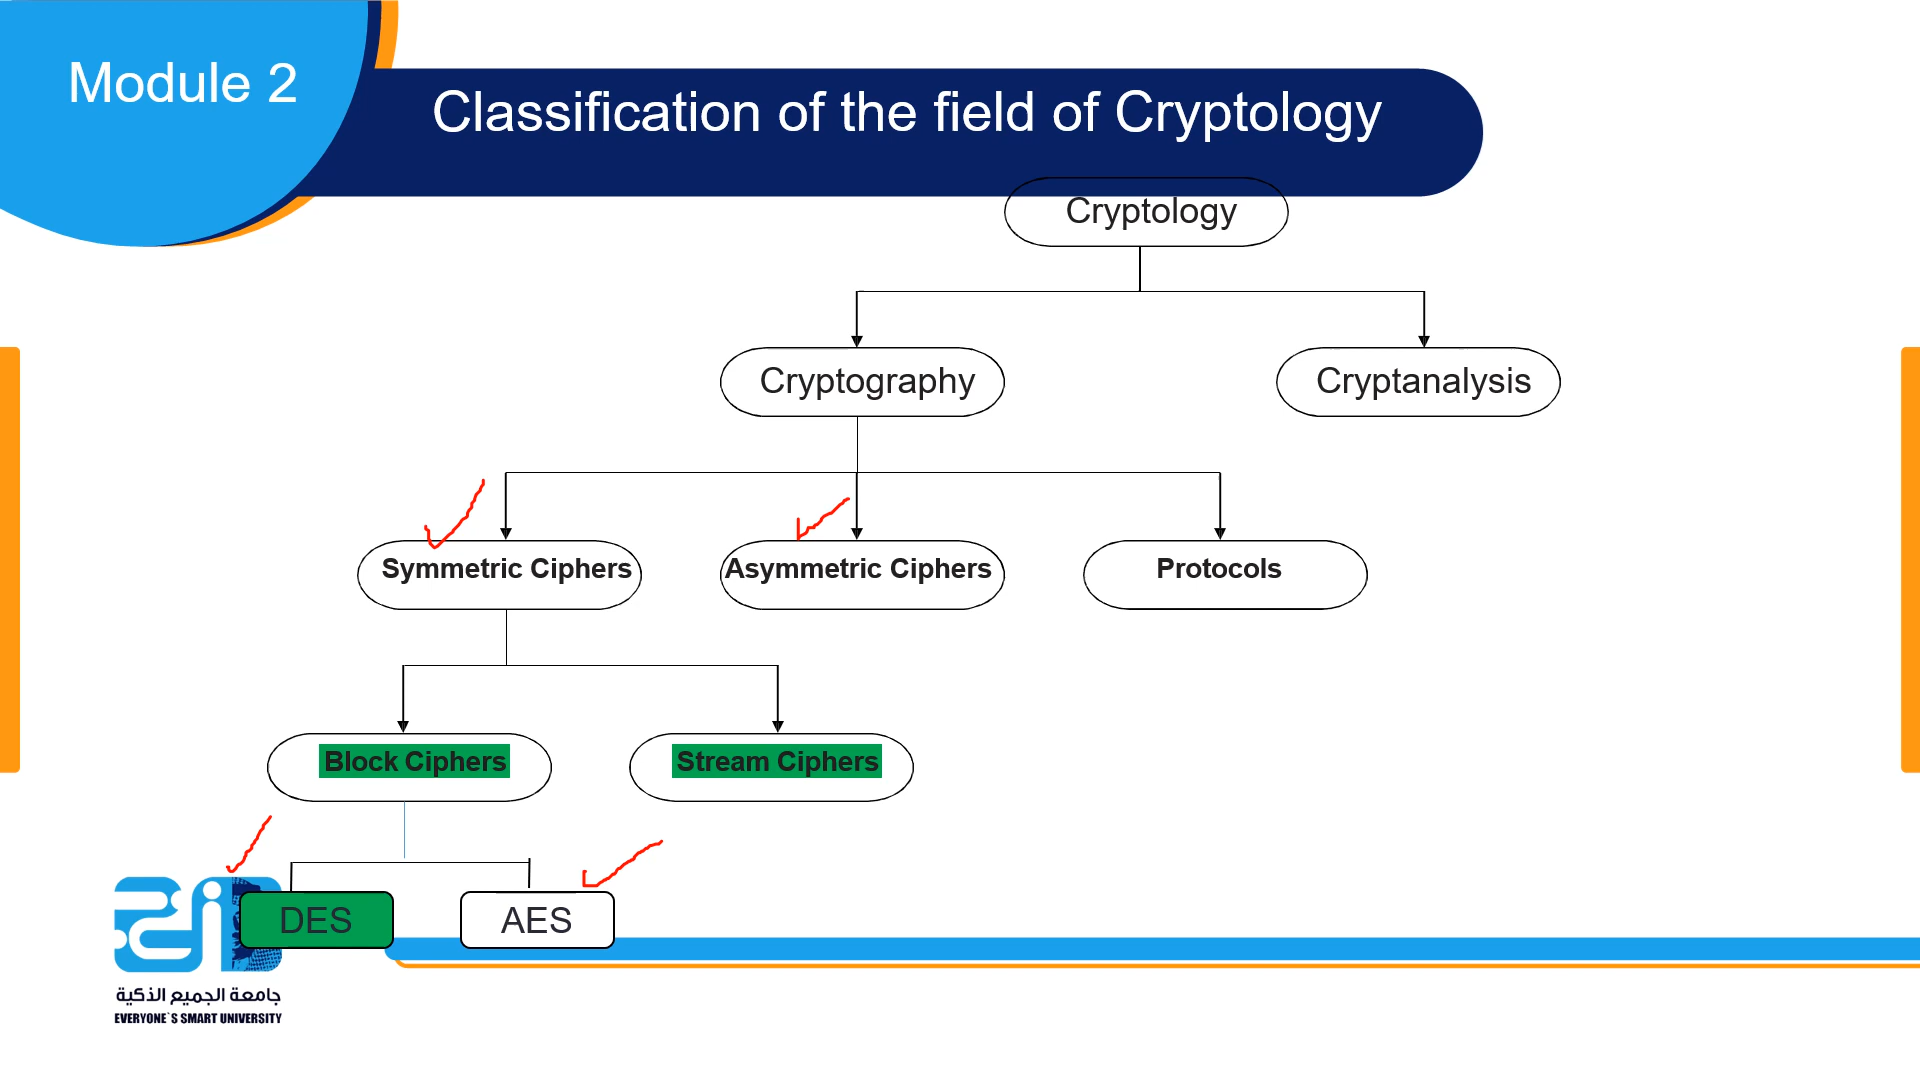 Module 2
Classification of the field of Cryptology
Cryptology
Cryptography
Cryptanalysis
Symmetric Ciphers
Asymmetric Ciphers
Protocols
Block Ciphers
Stream Ciphers
DES
AES
جامعة الجميع الذكية
EVERYONE`S SMART UNIVERSITY